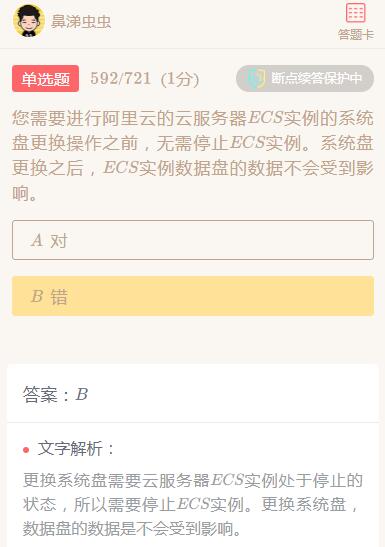 鼻涕虫虫
答题卡
单选题 592/721 (1分) 断点续答保护中
您需要进行阿里云的云服务器ECS实例的系统
盘更换操作之前，无需停止ECS实例。系统盘
更换之后，ECS实例数据盘的数据不会受到影
响。
A 对
B 错
答案：B
文字解析：
更换系统盘需要云服务器ECS实例处于停止的
状态，所以需要停止ECS实例。更换系统盘，
数据盘的数据是不会受到影响。